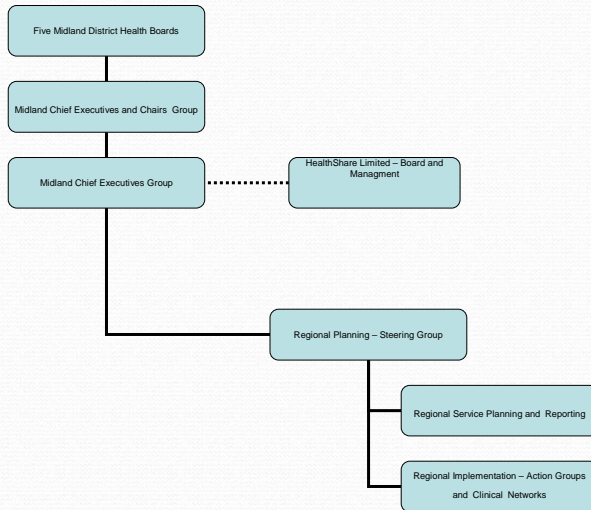 Five Midland District Health Boards
Midland Chief Executives and Chairs Group
Midland Chief Executives Group
HealthShare Limited – Board and
Managment
Regional Planning – Steering Group
Regional Service Planning and Reporting
Regional Implementation – Action Groups
and Clinical Networks